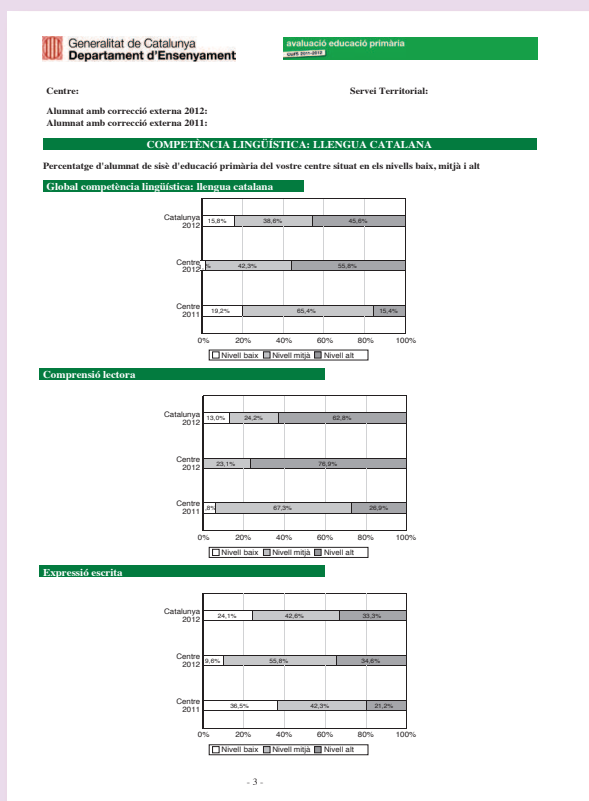 Generalitat de Catalunya
Departament d'Ensenyament
avaluació educació primària
curs 2011-2012
Centre:
Servei Territorial:
Alumnat amb correcció externa 2012:
Alumnat amb correcció externa 2011:
COMPETÈNCIA LINGÜÍSTICA: LLENGUA CATALANA
Percentatge d'alumnat de sisè d'educació primària del vostre centre situat en els nivells baix, mitjà i alt
Global competència lingüística: llengua catalana
Catalunya 2012
15,8% 38,6% 45,6%
Centre 2012
% 42,3% 55,8%
Centre 2011
19,2% 65,4% 15,4%
0% 20% 40% 60% 80% 100%
Nivell baix Nivell mitjà Nivell alt
Comprensió lectora
Catalunya 2012
13,0% 24,2% 62,8%
Centre 2012
23,1% 76,9%
Centre 2011
,8% 67,3% 26,9%
0% 20% 40% 60% 80% 100%
Nivell baix Nivell mitjà Nivell alt
Expressió escrita
Catalunya 2012
24,1% 42,6% 33,3%
Centre 2012
9,6% 55,8% 34,6%
Centre 2011
36,5% 42,3% 21,2%
0% 20% 40% 60% 80% 100%
Nivell baix Nivell mitjà Nivell alt
- 3 -